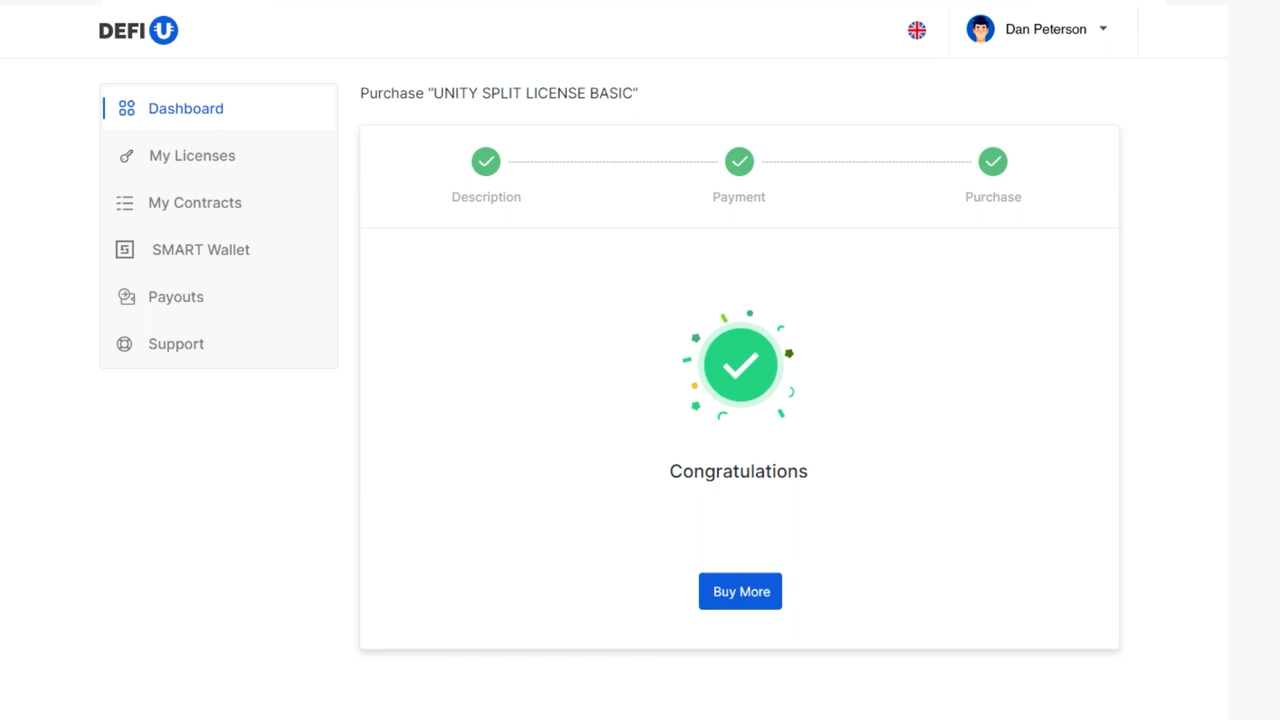 DEFI U
Dan Peterson
Dashboard
My Licenses
My Contracts
SMART Wallet
Payouts
Support
Purchase “UNITY SPLIT LICENSE BASIC”
Description
Payment
Purchase
Congratulations
Buy More